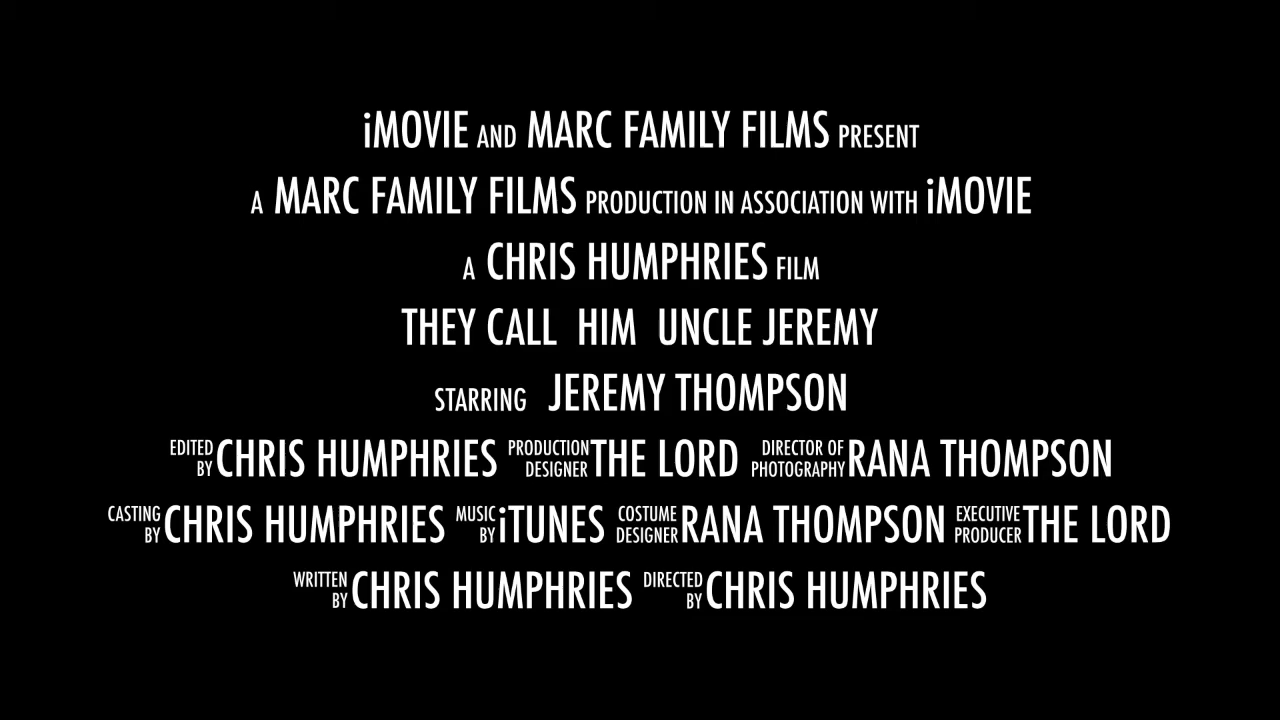 iMOVIE AND MARC FAMILY FILMS PRESENT
A MARC FAMILY FILMS PRODUCTION IN ASSOCIATION WITH iMOVIE
A CHRIS HUMPHRIES FILM
THEY CALL HIM UNCLE JEREMY
STARRING JEREMY THOMPSON
EDITED BY CHRIS HUMPHRIES PRODUCTION DESIGNER THE LORD DIRECTOR OF PHOTOGRAPHY RANA THOMPSON
CASTING BY CHRIS HUMPHRIES MUSIC BY iTUNES COSTUME DESIGNER RANA THOMPSON EXECUTIVE PRODUCER THE LORD
WRITTEN BY CHRIS HUMPHRIES DIRECTED BY CHRIS HUMPHRIES